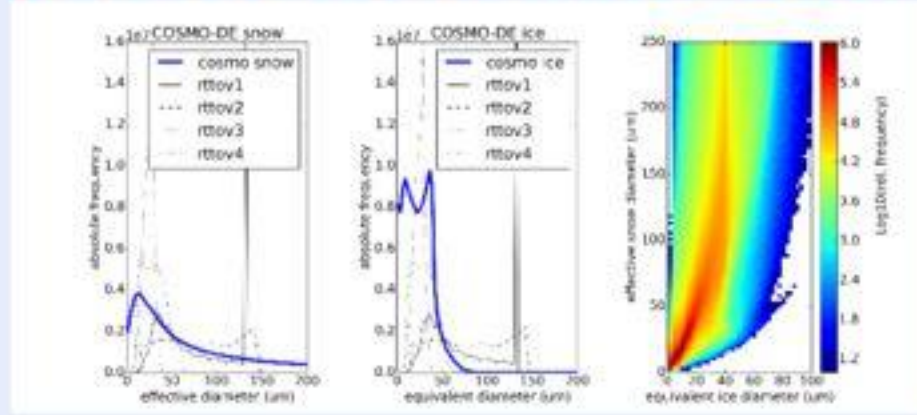 1e7 COSMO-DE snow
1.6
1.4
1.2
1.0
0.8
0.6
0.4
0.2
0.0
absolute frequency
cosmo snow
rttov1
rttov2
rttov3
rttov4
0 50 100 150 200
effective diameter (um)
1e7 COSMO-DE ice
1.6
1.4
1.2
1.0
0.8
0.6
0.4
0.2
0.0
absolute frequency
cosmo ice
rttov1
rttov2
rttov3
rttov4
0 50 100 150 200
equivalent diameter (um)
250
200
150
100
50
0
effective snow diameter (um)
0 20 40 60 80 100
equivalent ice diameter (um)
6.0
5.4
4.8
4.2
3.6
3.0
2.4
1.8
1.2
Log10(rel. frequency)